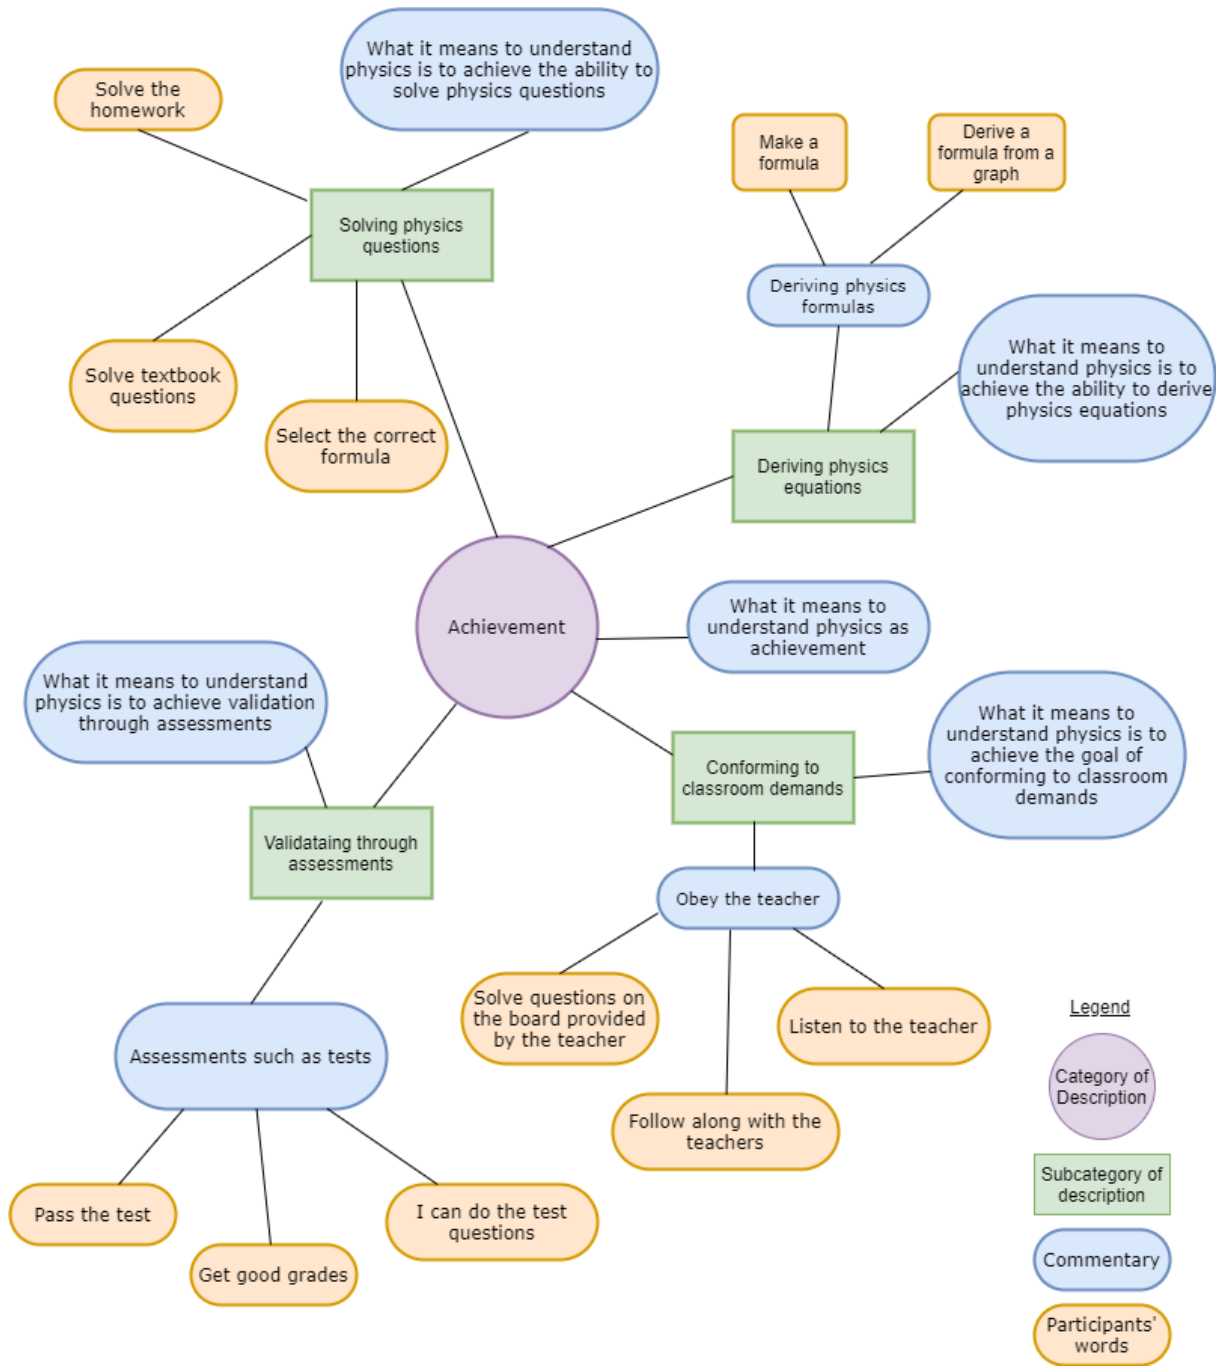 What it means to understand
physics is to achieve the ability to
solve physics questions
Solve the
homework
Make a
formula
Derive a
formula from a
graph
Solving physics
questions
Deriving physics
formulas
What it means to
understand physics is to
achieve the ability to derive
physics equations
Solve textbook
questions
Select the correct
formula
Deriving physics
equations
Achievement
What it means to
understand physics as
achievement
What it means to understand
physics is to achieve validation
through assessments
What it means to
understand physics is to
achieve the goal of
conforming to classroom
demands
Conforming to
classroom demands
Validataing through
assessments
Obey the teacher
Solve questions on
the board provided
by the teacher
Listen to the teacher
Assessments such as tests
Follow along with the
teachers
Pass the test
I can do the test
questions
Get good grades
Legend
Category of
Description
Subcategory of
description
Commentary
Participants'
words